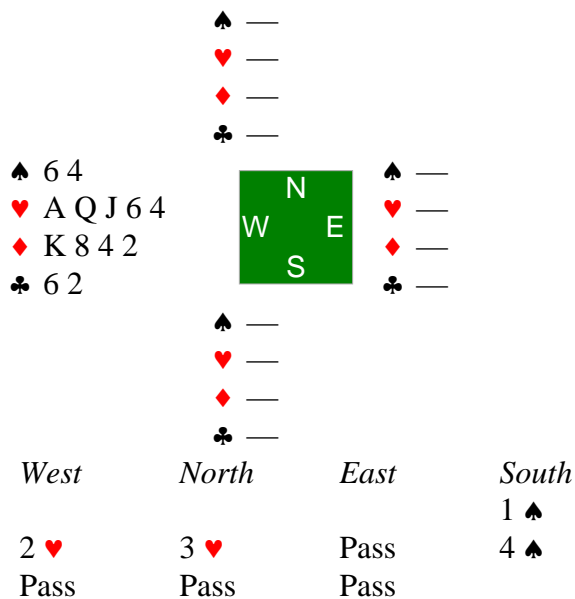 ♠ —
♥ —
♦ —
♣ —
♠ 6 4
♥ A Q J 6 4
♦ K 8 4 2
♣ 6 2
N
W E
S
♠ —
♥ —
♦ —
♣ —
♠ —
♥ —
♦ —
♣ —
West North East South
1 ♠
2 ♥ 3 ♥ Pass 4 ♠
Pass Pass Pass